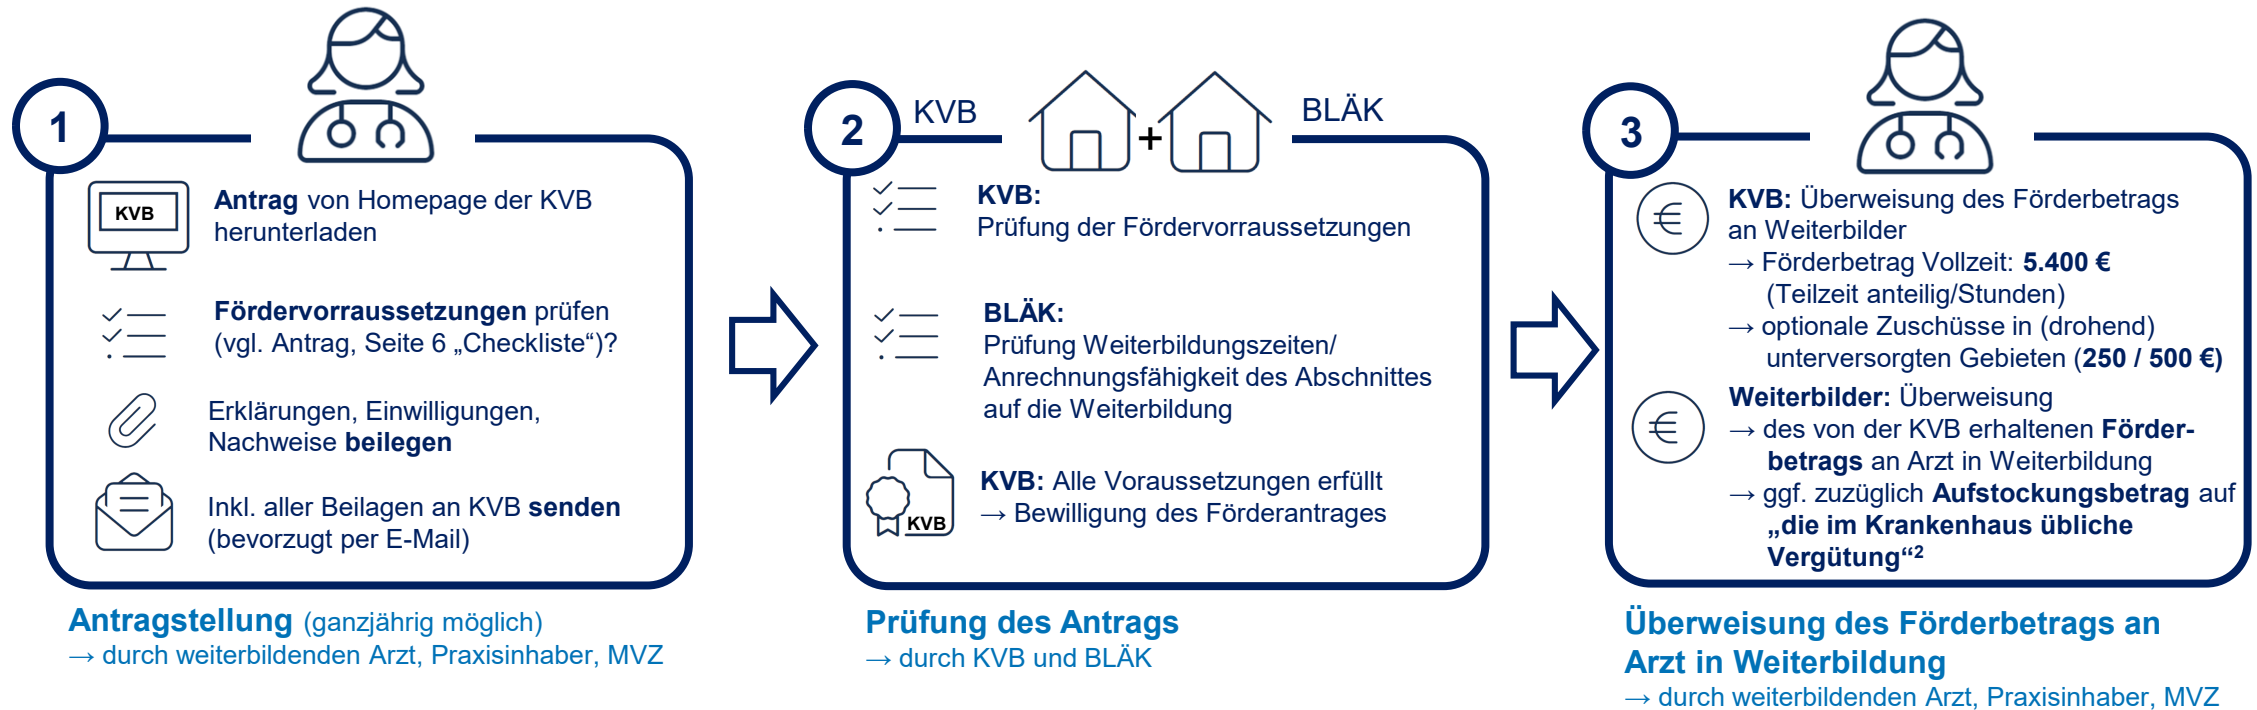 1
KVB
Antrag von Homepage der KVB
herunterladen
Fördervorraussetzungen prüfen
(vgl. Antrag, Seite 6 „Checkliste“)?
Erklärungen, Einwilligungen,
Nachweise beilegen
Inkl. aller Beilagen an KVB senden
(bevorzugt per E-Mail)
Antragstellung (ganzjährig möglich)
→ durch weiterbildenden Arzt, Praxisinhaber, MVZ
2
KVB
+
BLÄK
KVB:
Prüfung der Fördervorraussetzungen
BLÄK:
Prüfung Weiterbildungszeiten/
Anrechnungsfähigkeit des Abschnittes
auf die Weiterbildung
KVB
KVB: Alle Voraussetzungen erfüllt
→ Bewilligung des Förderantrages
Prüfung des Antrags
→ durch KVB und BLÄK
3
KVB: Überweisung des Förderbetrags
an Weiterbilder
→ Förderbetrag Vollzeit: 5.400 €
(Teilzeit anteilig/Stunden)
→ optionale Zuschüsse in (drohend)
unterversorgten Gebieten (250 / 500 €)
Weiterbilder: Überweisung
→ des von der KVB erhaltenen Förder-
betrags an Arzt in Weiterbildung
→ ggf. zuzüglich Aufstockungsbetrag auf
„die im Krankenhaus übliche
Vergütung“²
Überweisung des Förderbetrags an
Arzt in Weiterbildung
→ durch weiterbildenden Arzt, Praxisinhaber, MVZ